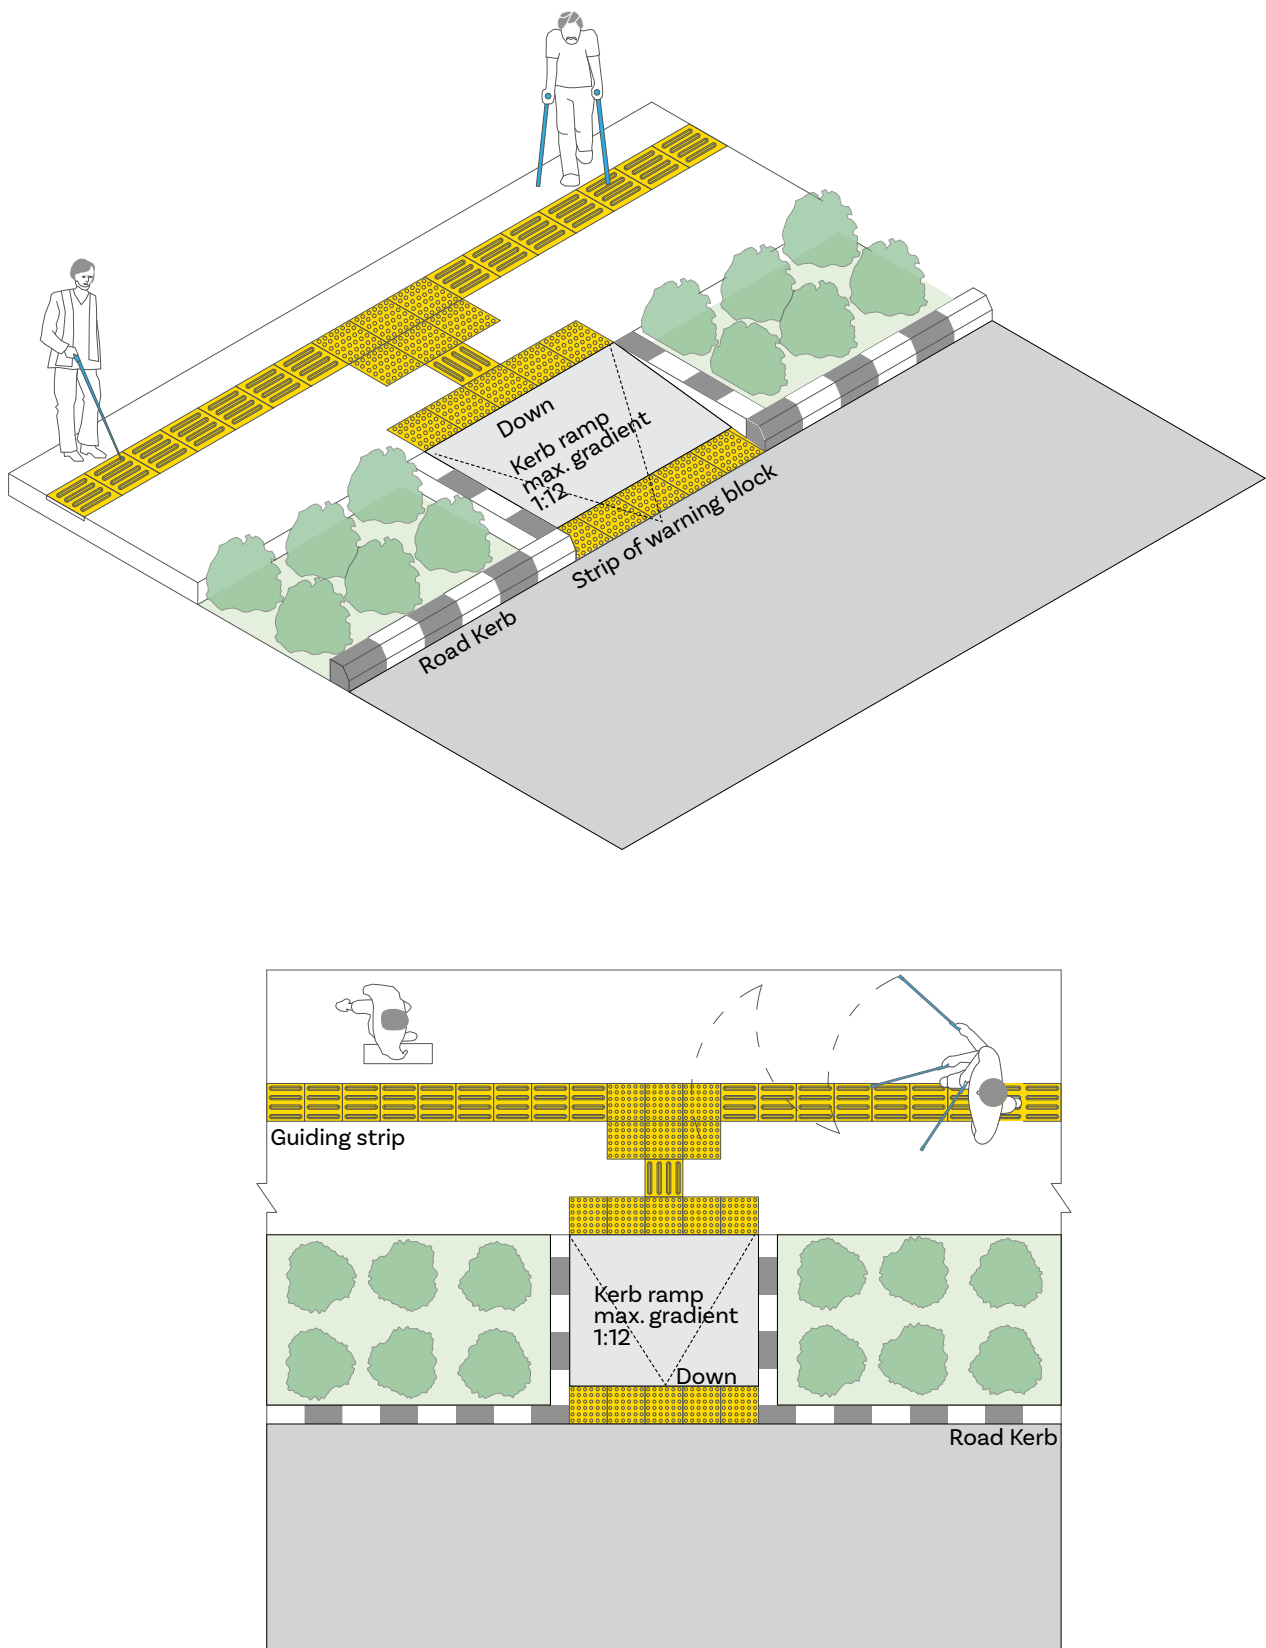 Down
Kerb ramp
max. gradient
1:12
Strip of warning block
Road Kerb
Guiding strip
Kerb ramp
max. gradient
1:12
Down
Road Kerb